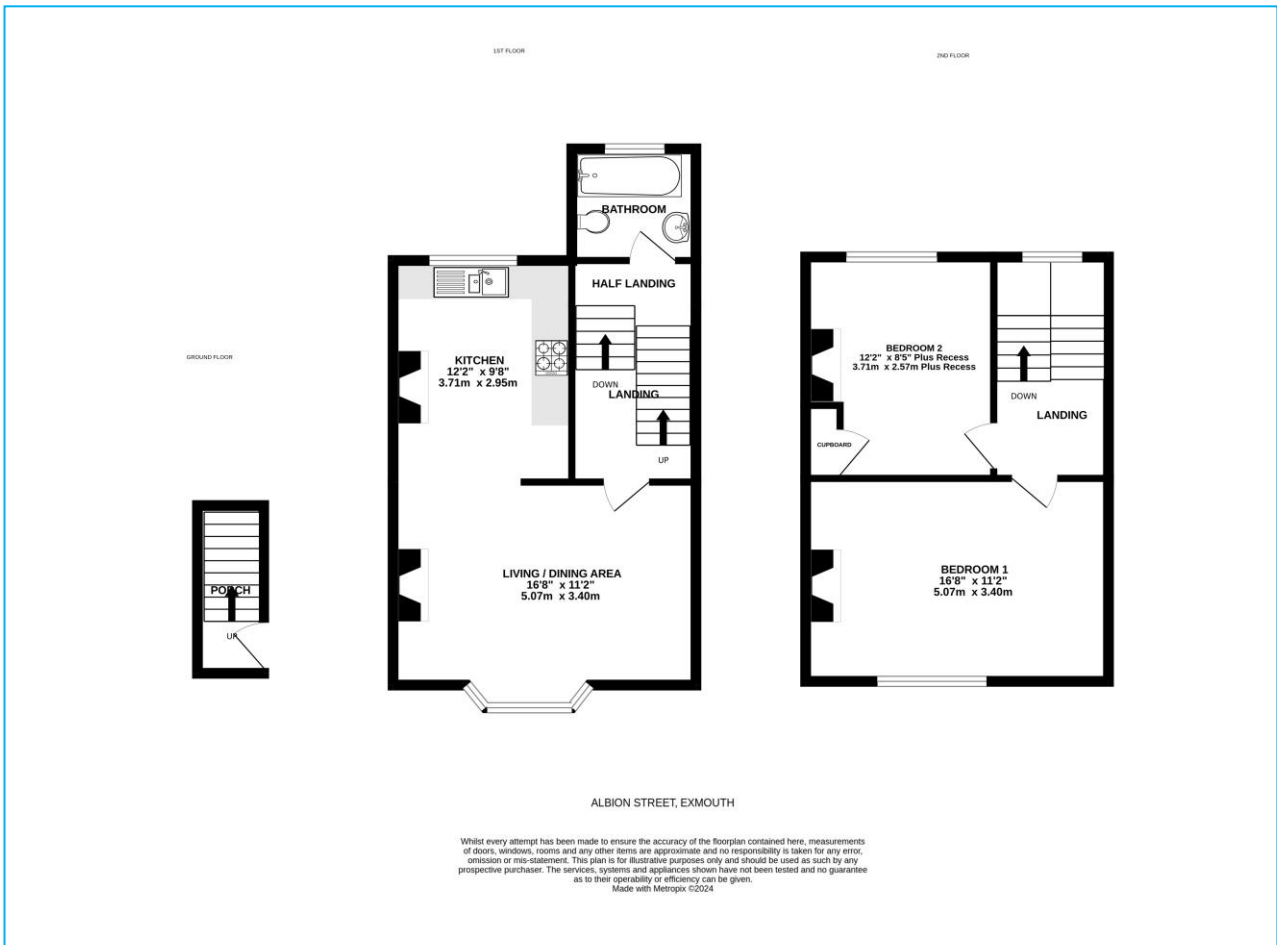 1ST FLOOR
2ND FLOOR
GROUND FLOOR
PORCH
UP
BATHROOM
HALF LANDING
KITCHEN
12'2" x 9'8"
3.71m x 2.95m
DOWN
LANDING
UP
LIVING / DINING AREA
16'8" x 11'2"
5.07m x 3.40m
BEDROOM 2
12'2" x 8'5" Plus Recess
3.71m x 2.57m Plus Recess
DOWN
LANDING
CUPBOARD
BEDROOM 1
16'8" x 11'2"
5.07m x 3.40m
ALBION STREET, EXMOUTH
Whilst every attempt has been made to ensure the accuracy of the floorplan contained here, measurements
of doors, windows, rooms and any other items are approximate and no responsibility is taken for any error,
omission or mis-statement. This plan is for illustrative purposes only and should be used as such by any
prospective purchaser. The services, systems and appliances shown have not been tested and no guarantee
as to their operability or efficiency can be given.
Made with Metropix ©2024